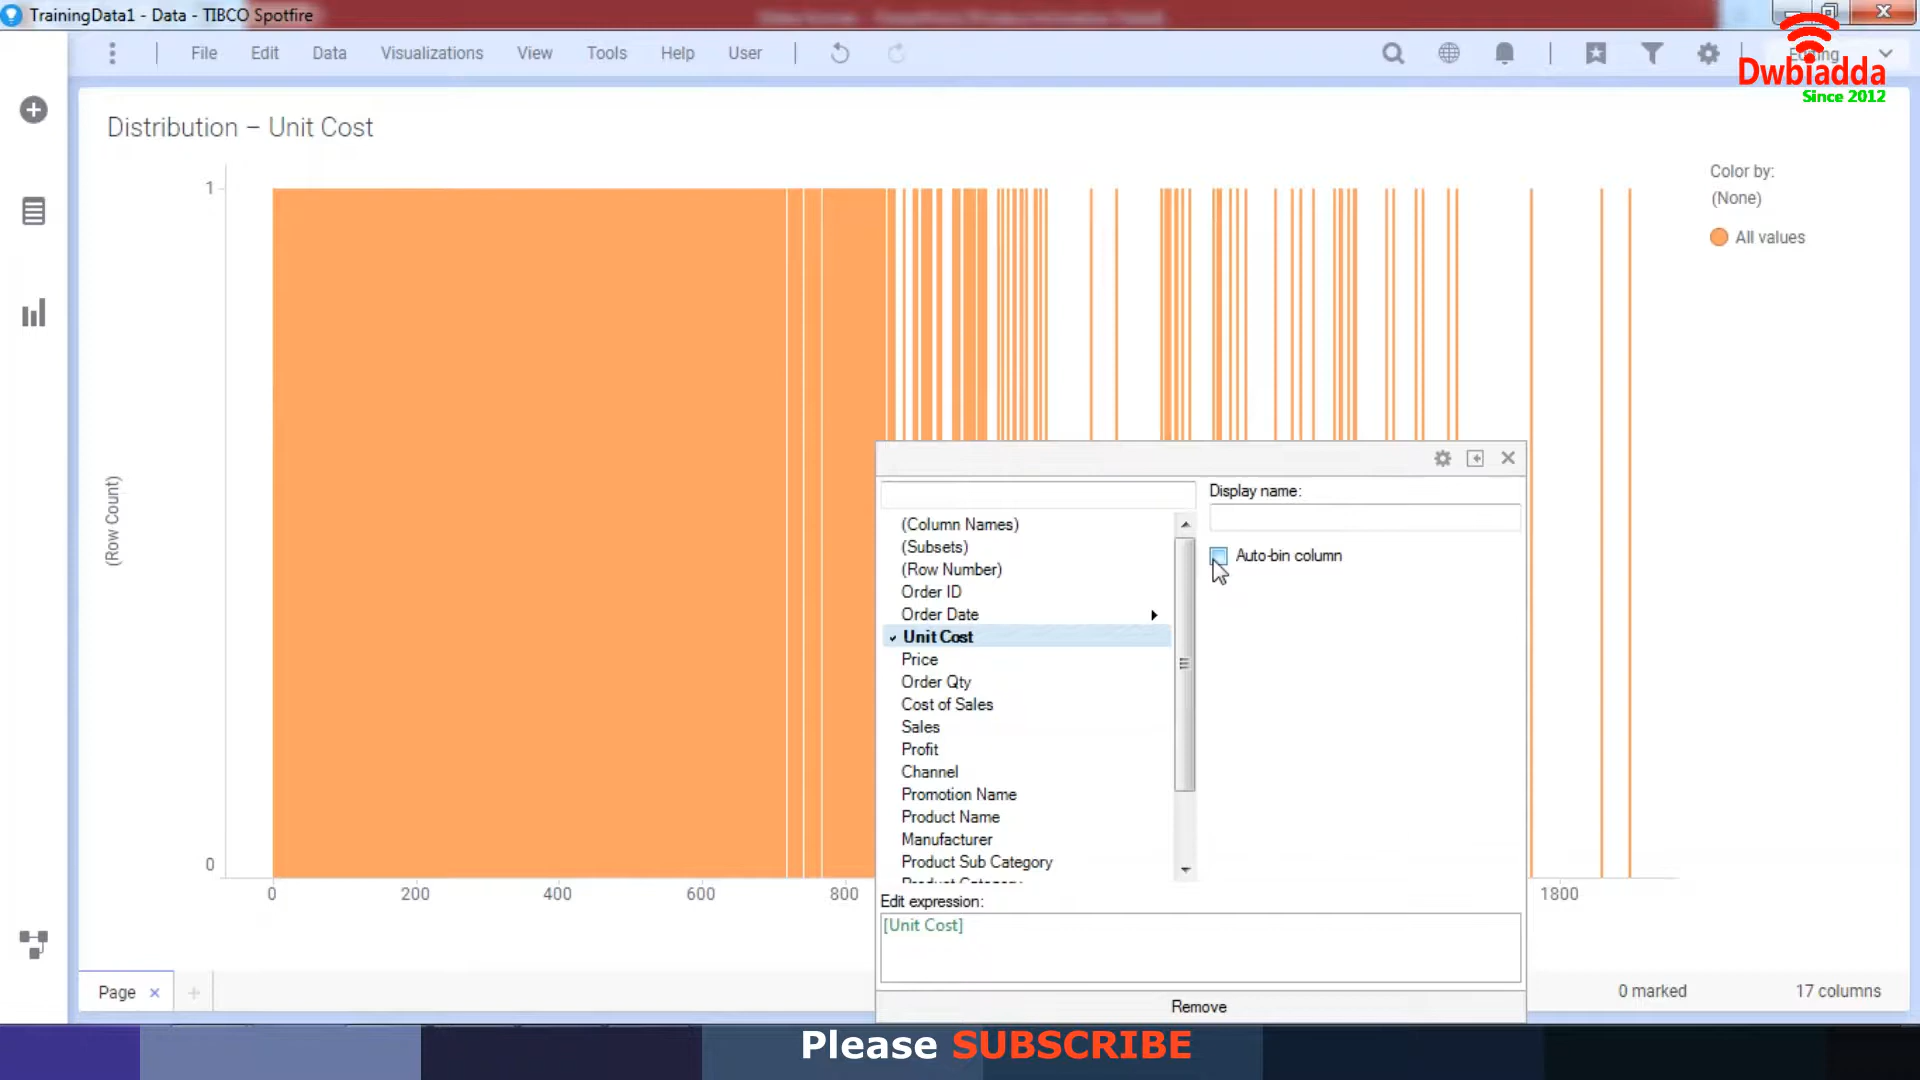 TrainingData1 - Data - TIBCO Spotfire
File Edit Data Visualizations View Tools Help User
Editing
Dwbiadda
Since 2012
Distribution – Unit Cost
Color by:
(None)
All values
1
(Row Count)
0
0 200 400 600 800 1800
Display name:
Auto-bin column
(Column Names)
(Subsets)
(Row Number)
Order ID
Order Date
Unit Cost
Price
Order Qty
Cost of Sales
Sales
Profit
Channel
Promotion Name
Product Name
Manufacturer
Product Sub Category
Product Category
Edit expression:
[Unit Cost]
Remove
Page
0 marked
17 columns
Please SUBSCRIBE